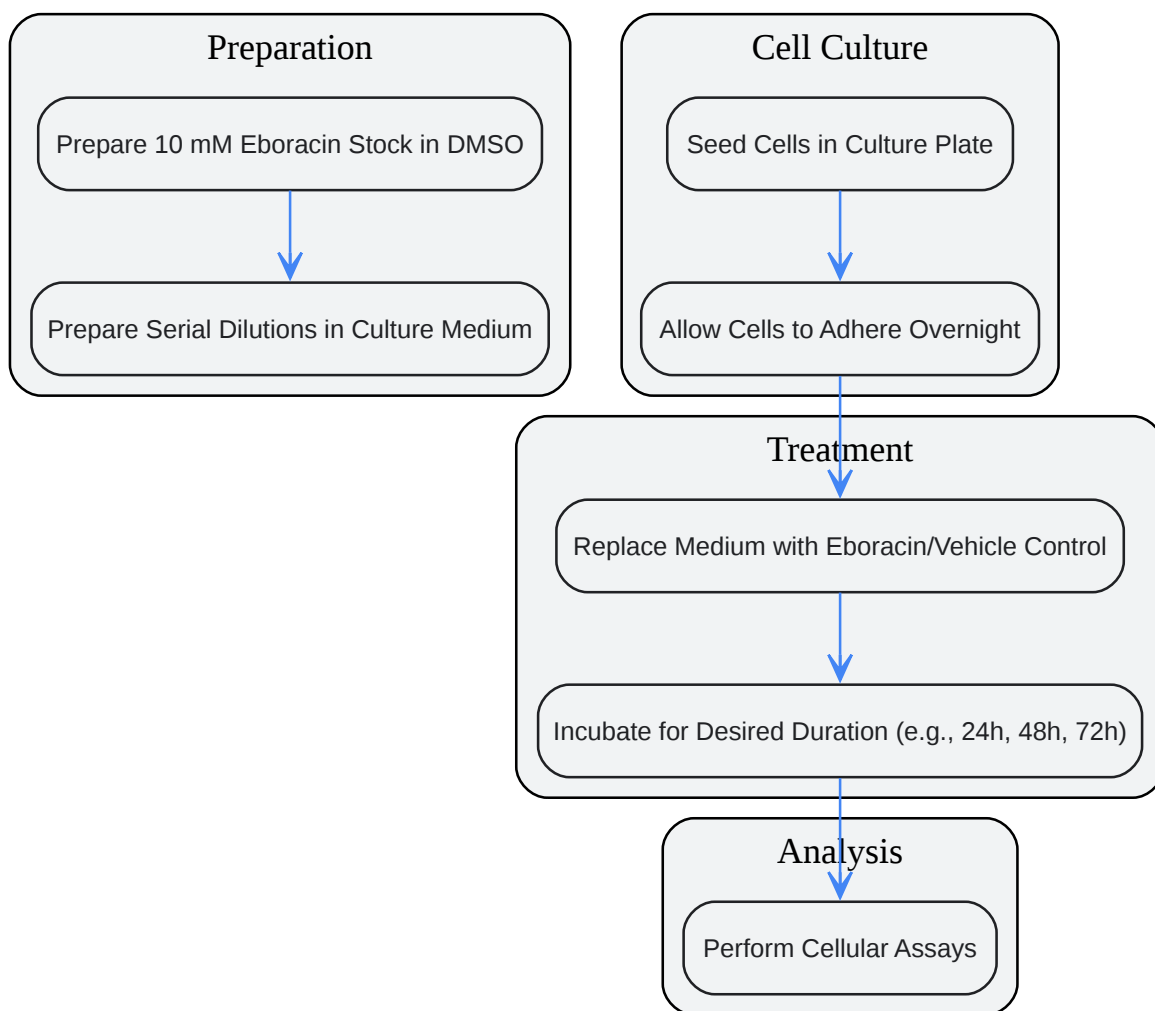 Preparation
Prepare 10 mM Eboracin Stock in DMSO
Prepare Serial Dilutions in Culture Medium
Cell Culture
Seed Cells in Culture Plate
Allow Cells to Adhere Overnight
Treatment
Replace Medium with Eboracin/Vehicle Control
Incubate for Desired Duration (e.g., 24h, 48h, 72h)
Analysis
Perform Cellular Assays